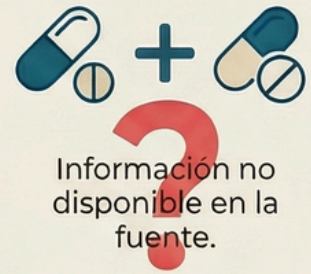 Información no
disponible en la
fuente.